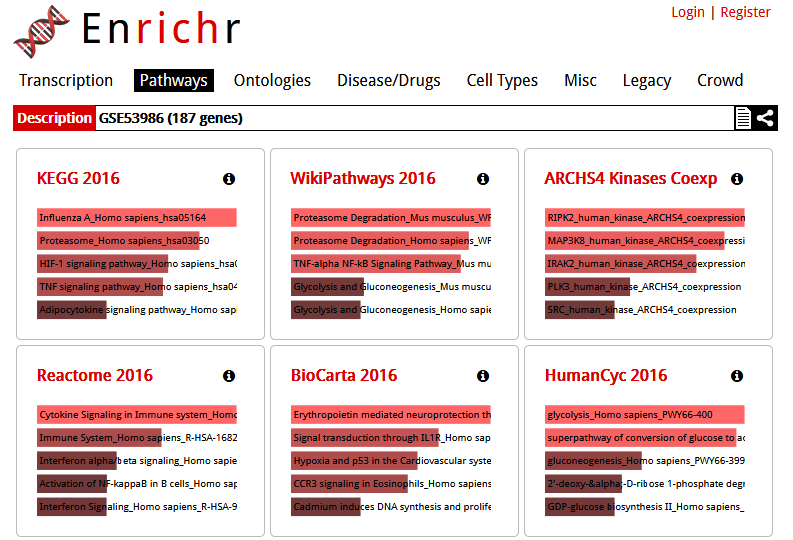 Enrichr
Login | Register
Transcription Pathways Ontologies Disease/Drugs Cell Types Misc Legacy Crowd
Description GSE53986 (187 genes)
KEGG 2016
Influenza A_Homo sapiens_hsa05164
Proteasome_Homo sapiens_hsa03050
HIF-1 signaling pathway_Homo sapiens_hsa0
TNF signaling pathway_Homo sapiens_hsa04
Adipocytokine signaling pathway_Homo sap
WikiPathways 2016
Proteasome Degradation_Mus musculus_WP
Proteasome Degradation_Homo sapiens_WP
TNF-alpha NF-kB Signaling Pathway_Mus mu
Glycolysis and Gluconeogenesis_Mus muscu
Glycolysis and Gluconeogenesis_Homo sapie
ARCHS4 Kinases Coexp
RIPK2_human_kinase_ARCHS4_coexpression
MAP3K8_human_kinase_ARCHS4_coexpressi
IRAK2_human_kinase_ARCHS4_coexpression
PLK3_human_kinase_ARCHS4_coexpression
SRC_human_kinase_ARCHS4_coexpression
Reactome 2016
Cytokine Signaling in Immune system_Homo
Immune System_Homo sapiens_R-HSA-1682
Interferon alpha/beta signaling_Homo sapie
Activation of NF-kappaB in B cells_Homo sap
Interferon Signaling_Homo sapiens_R-HSA-9
BioCarta 2016
Erythropoietin mediated neuroprotection th
Signal transduction through IL1R_Homo sap
Hypoxia and p53 in the Cardiovascular syste
CCR3 signaling in Eosinophils_Homo sapiens
Cadmium induces DNA synthesis and prolife
HumanCyc 2016
glycolysis_Homo sapiens_PWY66-400
superpathway of conversion of glucose to ac
gluconeogenesis_Homo sapiens_PWY66-399
2'-deoxy-&alpha;-D-ribose 1-phosphate degr
GDP-glucose biosynthesis II_Homo sapiens_